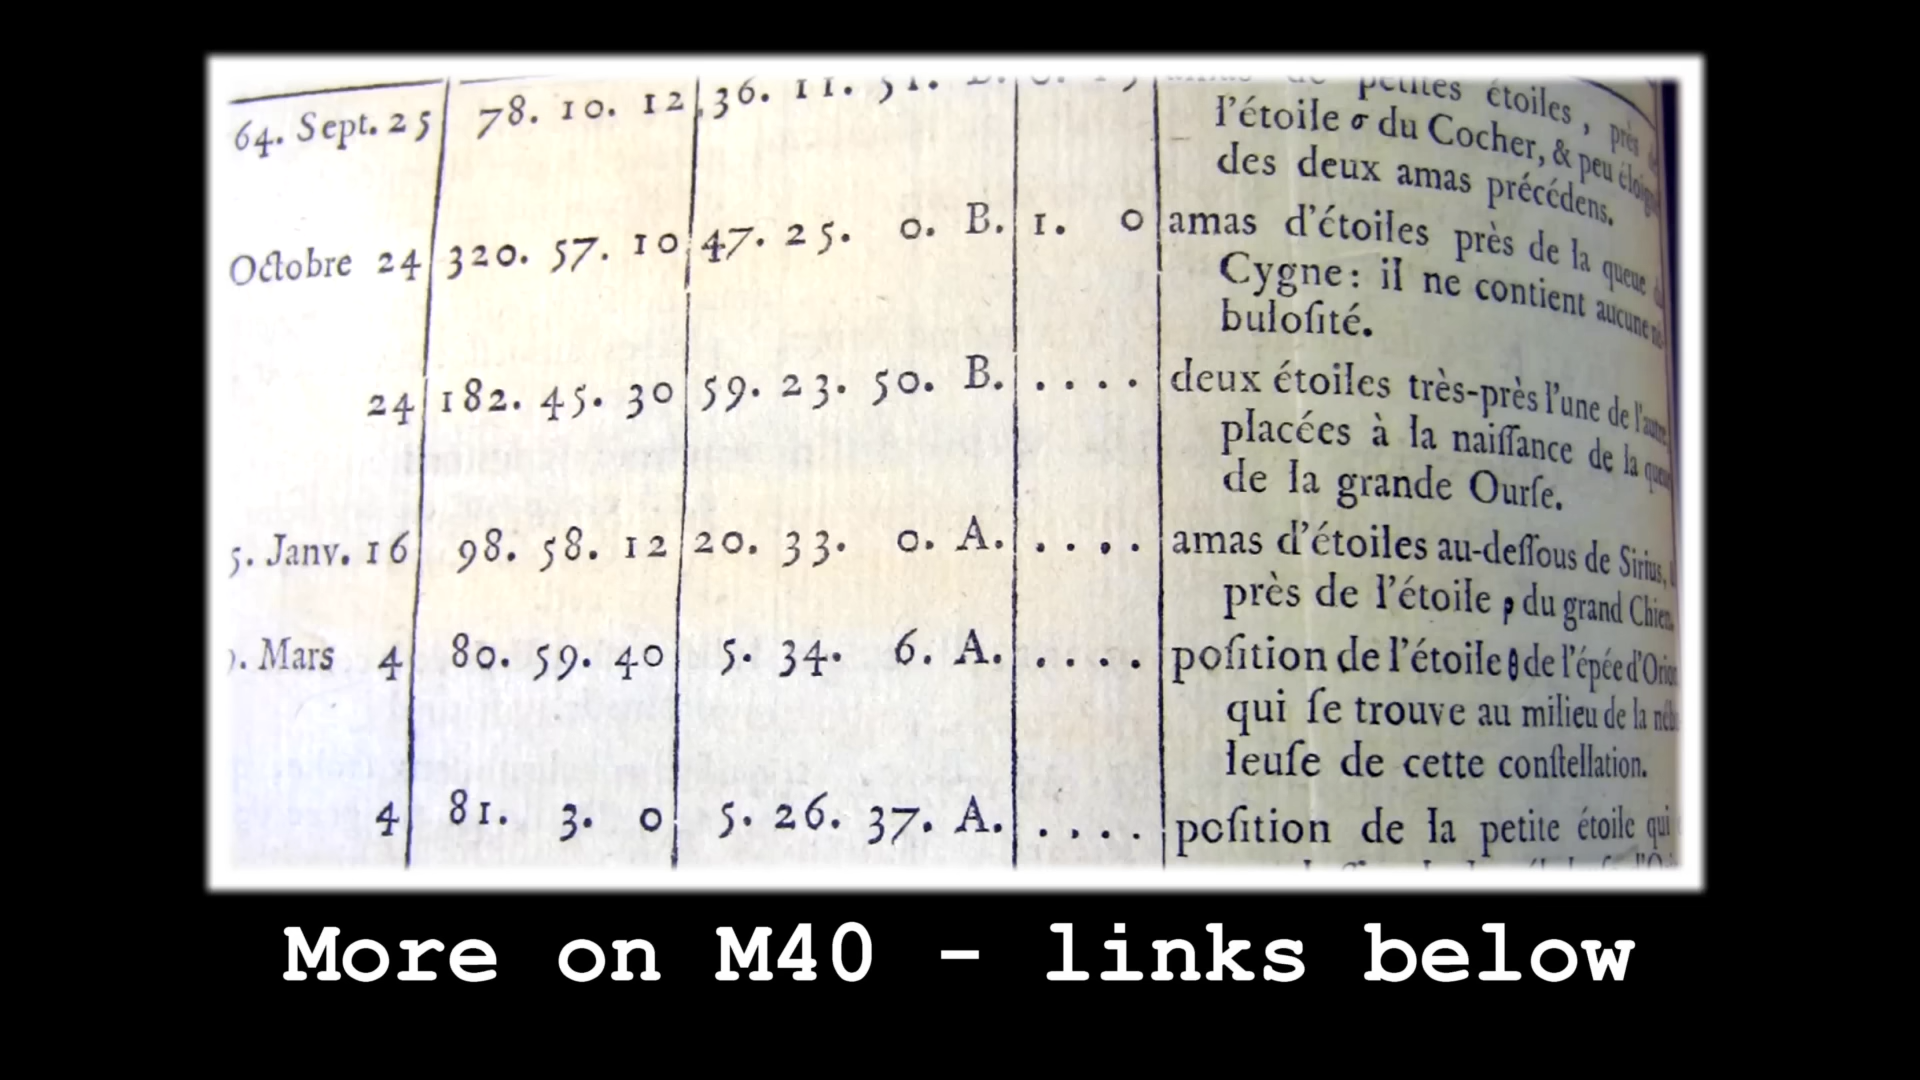 petites étoiles, près
64. Sept. 25 78. 10. 12 36. 11. 51. l'étoile σ du Cocher, & peu
des deux amas précédens.
Octobre 24 320. 57. 10 47. 25. 0. B. 1. 0 amas d'étoiles près de la queue
Cygne: il ne contient aucune
buloſité.
24 182. 45. 30 59. 23. 50. B. .... deux étoiles très-près l'une de
placées à la naiſſance de la
de la grande Ourſe.
5. Janv. 16 98. 58. 12 20. 33. 0. A. .... amas d'étoiles au-deſſous de Sirius,
près de l'étoile ρ du grand Chien
. Mars 4 80. 59. 40 5. 34. 6. A. .... poſition de l'étoile θ de l'épée
qui ſe trouve au milieu de la
leuſe de cette conſtellation.
4 81. 3. 0 5. 26. 37. A. .... poſition de la petite étoile qui
More on M40 - links below